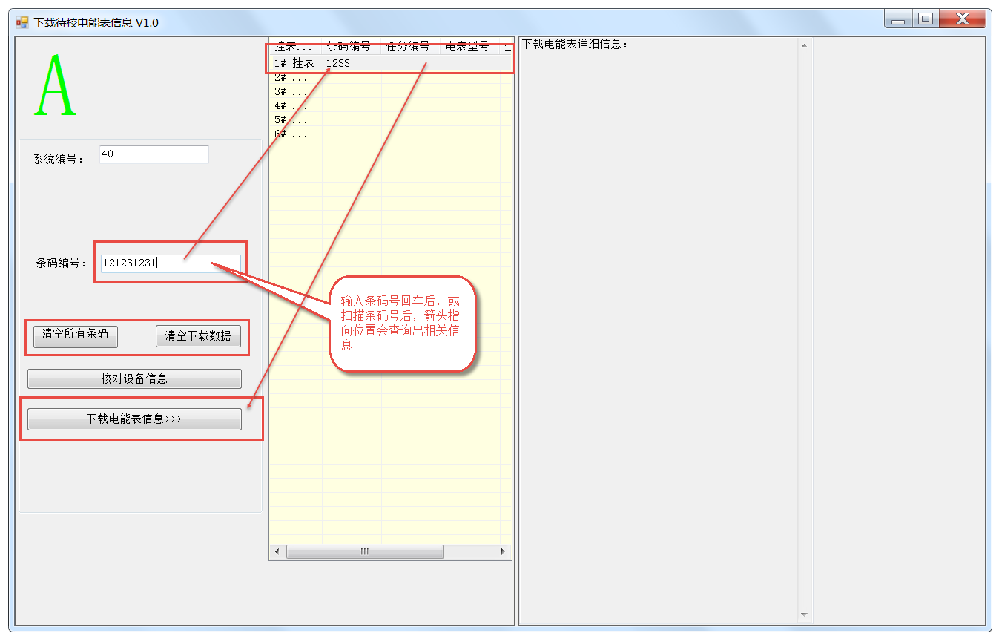 下载待校电能表信息 V1.0
A
系统编号：
401
条码编号：
121231231
清空所有条码
清空下载数据
核对设备信息
下载电能表信息>>>
挂表... 条码编号 任务编号 电表型号
1# 挂表 1233
2# ...
3# ...
4# ...
5# ...
6# ...
输入条码号回车后，或
扫描条码号后，箭头指
向位置会查询出相关信
息
下载电能表详细信息：